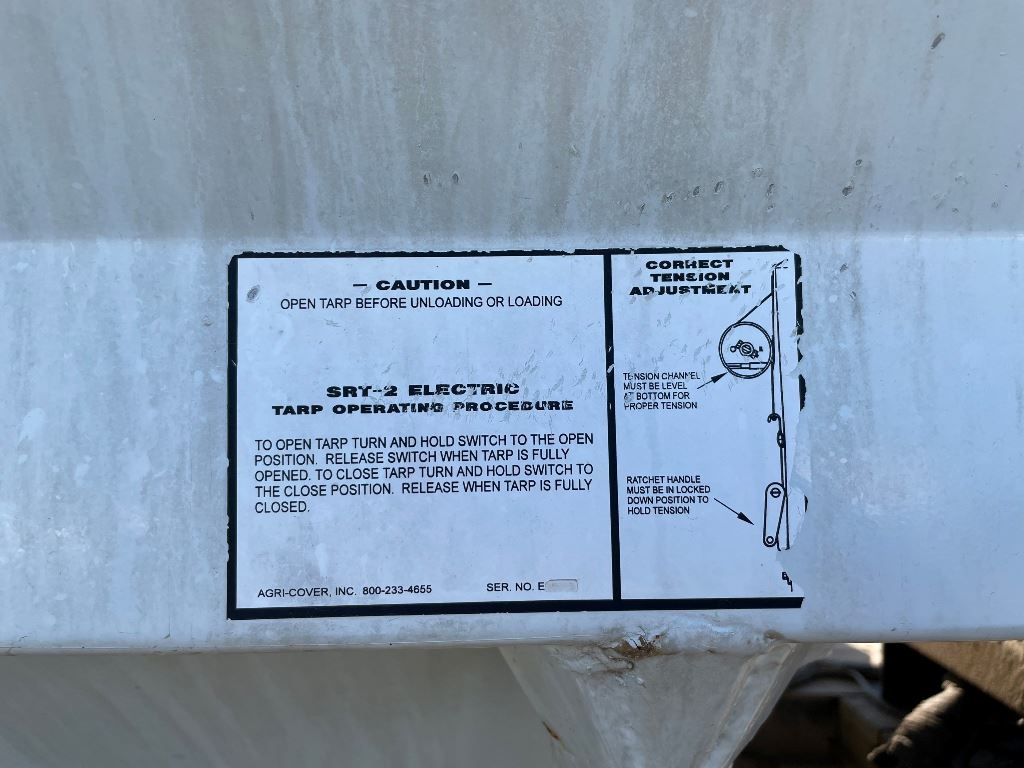 — CAUTION —
OPEN TARP BEFORE UNLOADING OR LOADING
SRT-2 ELECTRIC
TARP OPERATING PROCEDURE
TO OPEN TARP TURN AND HOLD SWITCH TO THE OPEN
POSITION. RELEASE SWITCH WHEN TARP IS FULLY
OPENED. TO CLOSE TARP TURN AND HOLD SWITCH TO
THE CLOSE POSITION. RELEASE WHEN TARP IS FULLY
CLOSED.
AGRI-COVER, INC. 800-233-4655
SER. NO. E
CORRECT
TENSION
ADJUSTMENT
TENSION CHANNEL
MUST BE LEVEL
AT BOTTOM FOR
PROPER TENSION
RATCHET HANDLE
MUST BE IN LOCKED
DOWN POSITION TO
HOLD TENSION